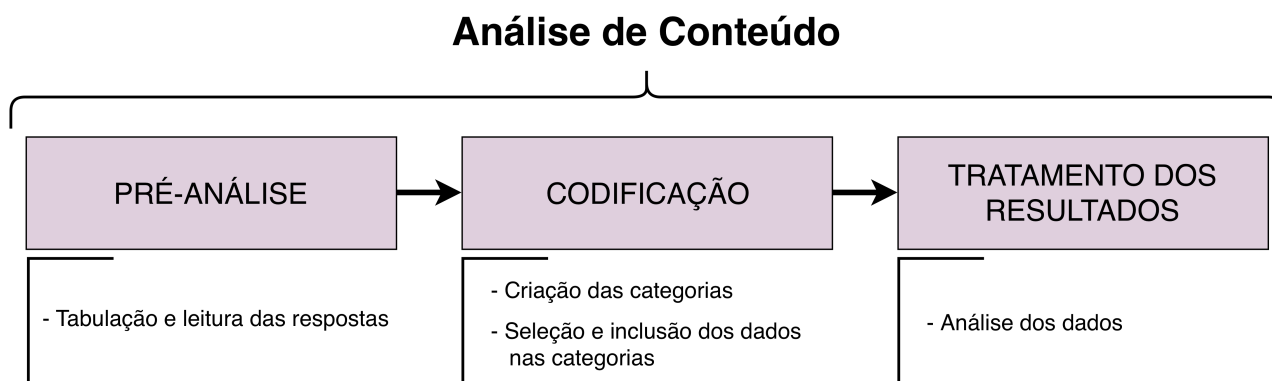 Análise de Conteúdo
PRÉ-ANÁLISE
- Tabulação e leitura das respostas
CODIFICAÇÃO
- Criação das categorias
- Seleção e inclusão dos dados
nas categorias
TRATAMENTO DOS
RESULTADOS
- Análise dos dados